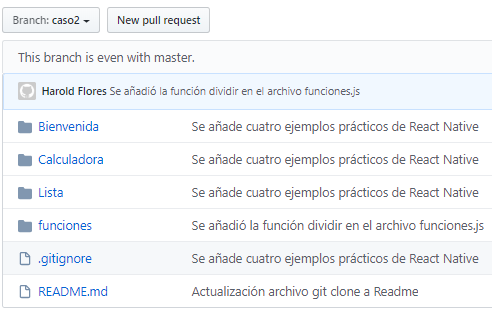 Branch: caso2 New pull request
This branch is even with master.
Harold Flores Se añadió la función dividir en el archivo funciones.js
Bienvenida Se añade cuatro ejemplos prácticos de React Native
Calculadora Se añade cuatro ejemplos prácticos de React Native
Lista Se añade cuatro ejemplos prácticos de React Native
funciones Se añadió la función dividir en el archivo funciones.js
.gitignore Se añade cuatro ejemplos prácticos de React Native
README.md Actualización archivo git clone a Readme